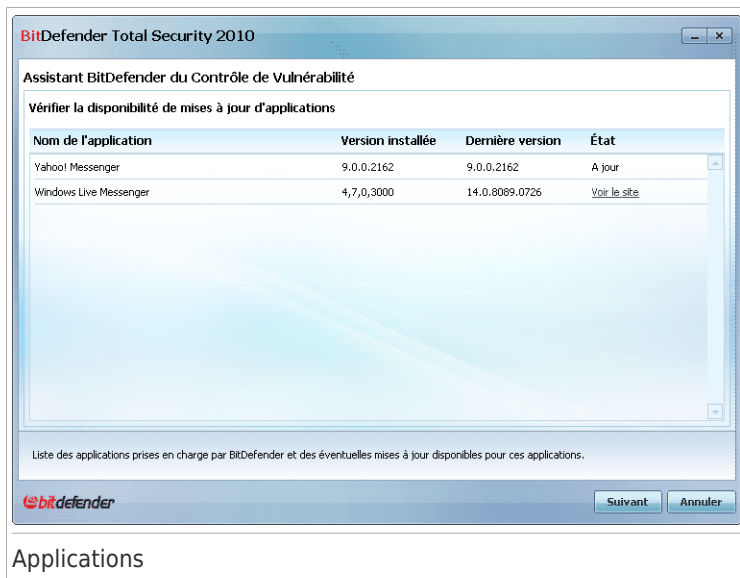 BitDefender Total Security 2010
Assistant BitDefender du Contrôle de Vulnérabilité
Vérifier la disponibilité de mises à jour d'applications
Nom de l'application Version installée Dernière version État
Yahoo! Messenger 9.0.0.2162 9.0.0.2162 A jour
Windows Live Messenger 4,7,0,3000 14.0.8089.0726 Voir le site
Liste des applications prises en charge par BitDefender et des éventuelles mises à jour disponibles pour ces applications.
bitdefender Suivant Annuler
Applications